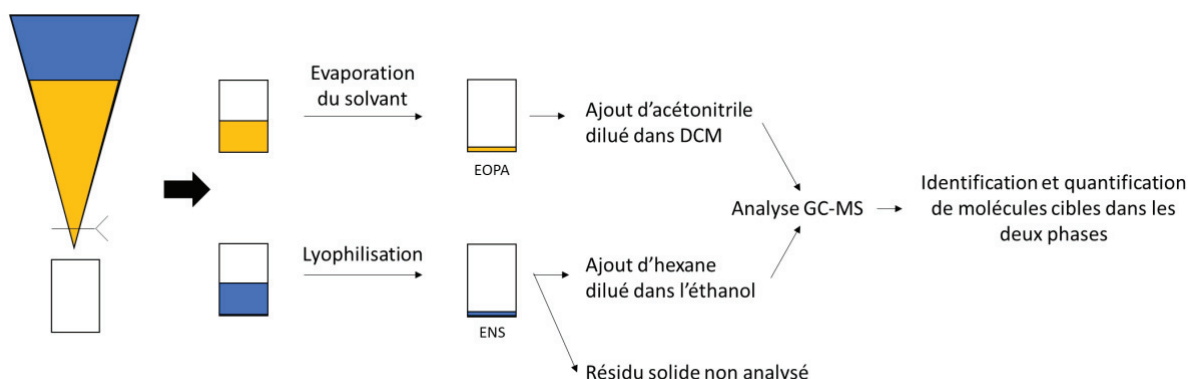 Evaporation
du solvant
EOPA
Ajout d'acétonitrile
dilué dans DCM
Analyse GC-MS
Identification et quantification
de molécules cibles dans les
deux phases
Lyophilisation
ENS
Ajout d'hexane
dilué dans l'éthanol
Résidu solide non analysé